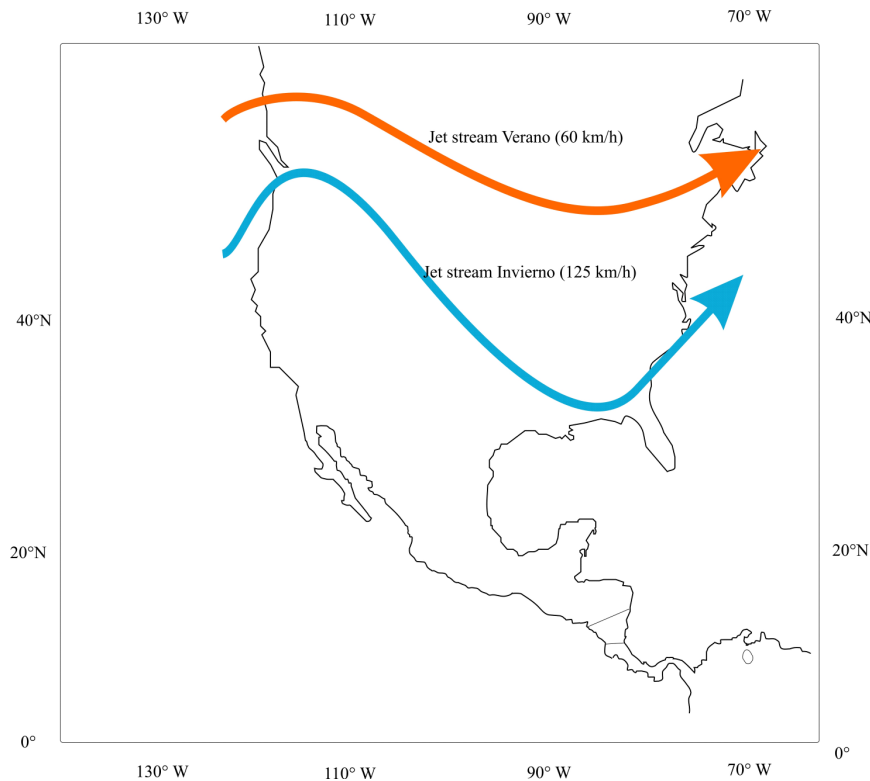 130° W 110° W 90° W 70° W
Jet stream Verano (60 km/h)
Jet stream Invierno (125 km/h)
40°N 40°N
20°N 20°N
0° 0°
130° W 110° W 90° W 70° W